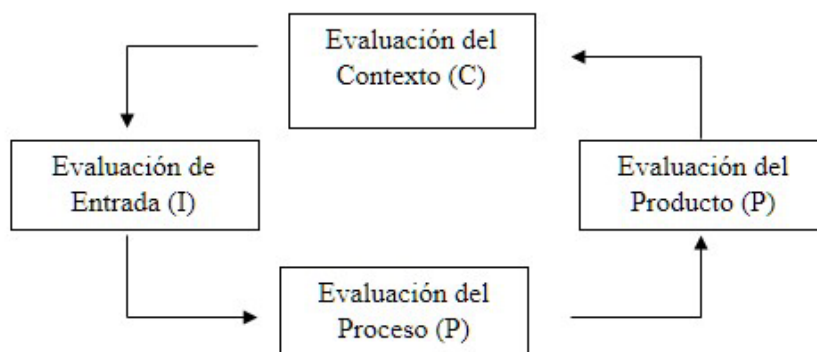 Evaluación del
Contexto (C)
Evaluación de
Entrada (I)
Evaluación del
Producto (P)
Evaluación del
Proceso (P)